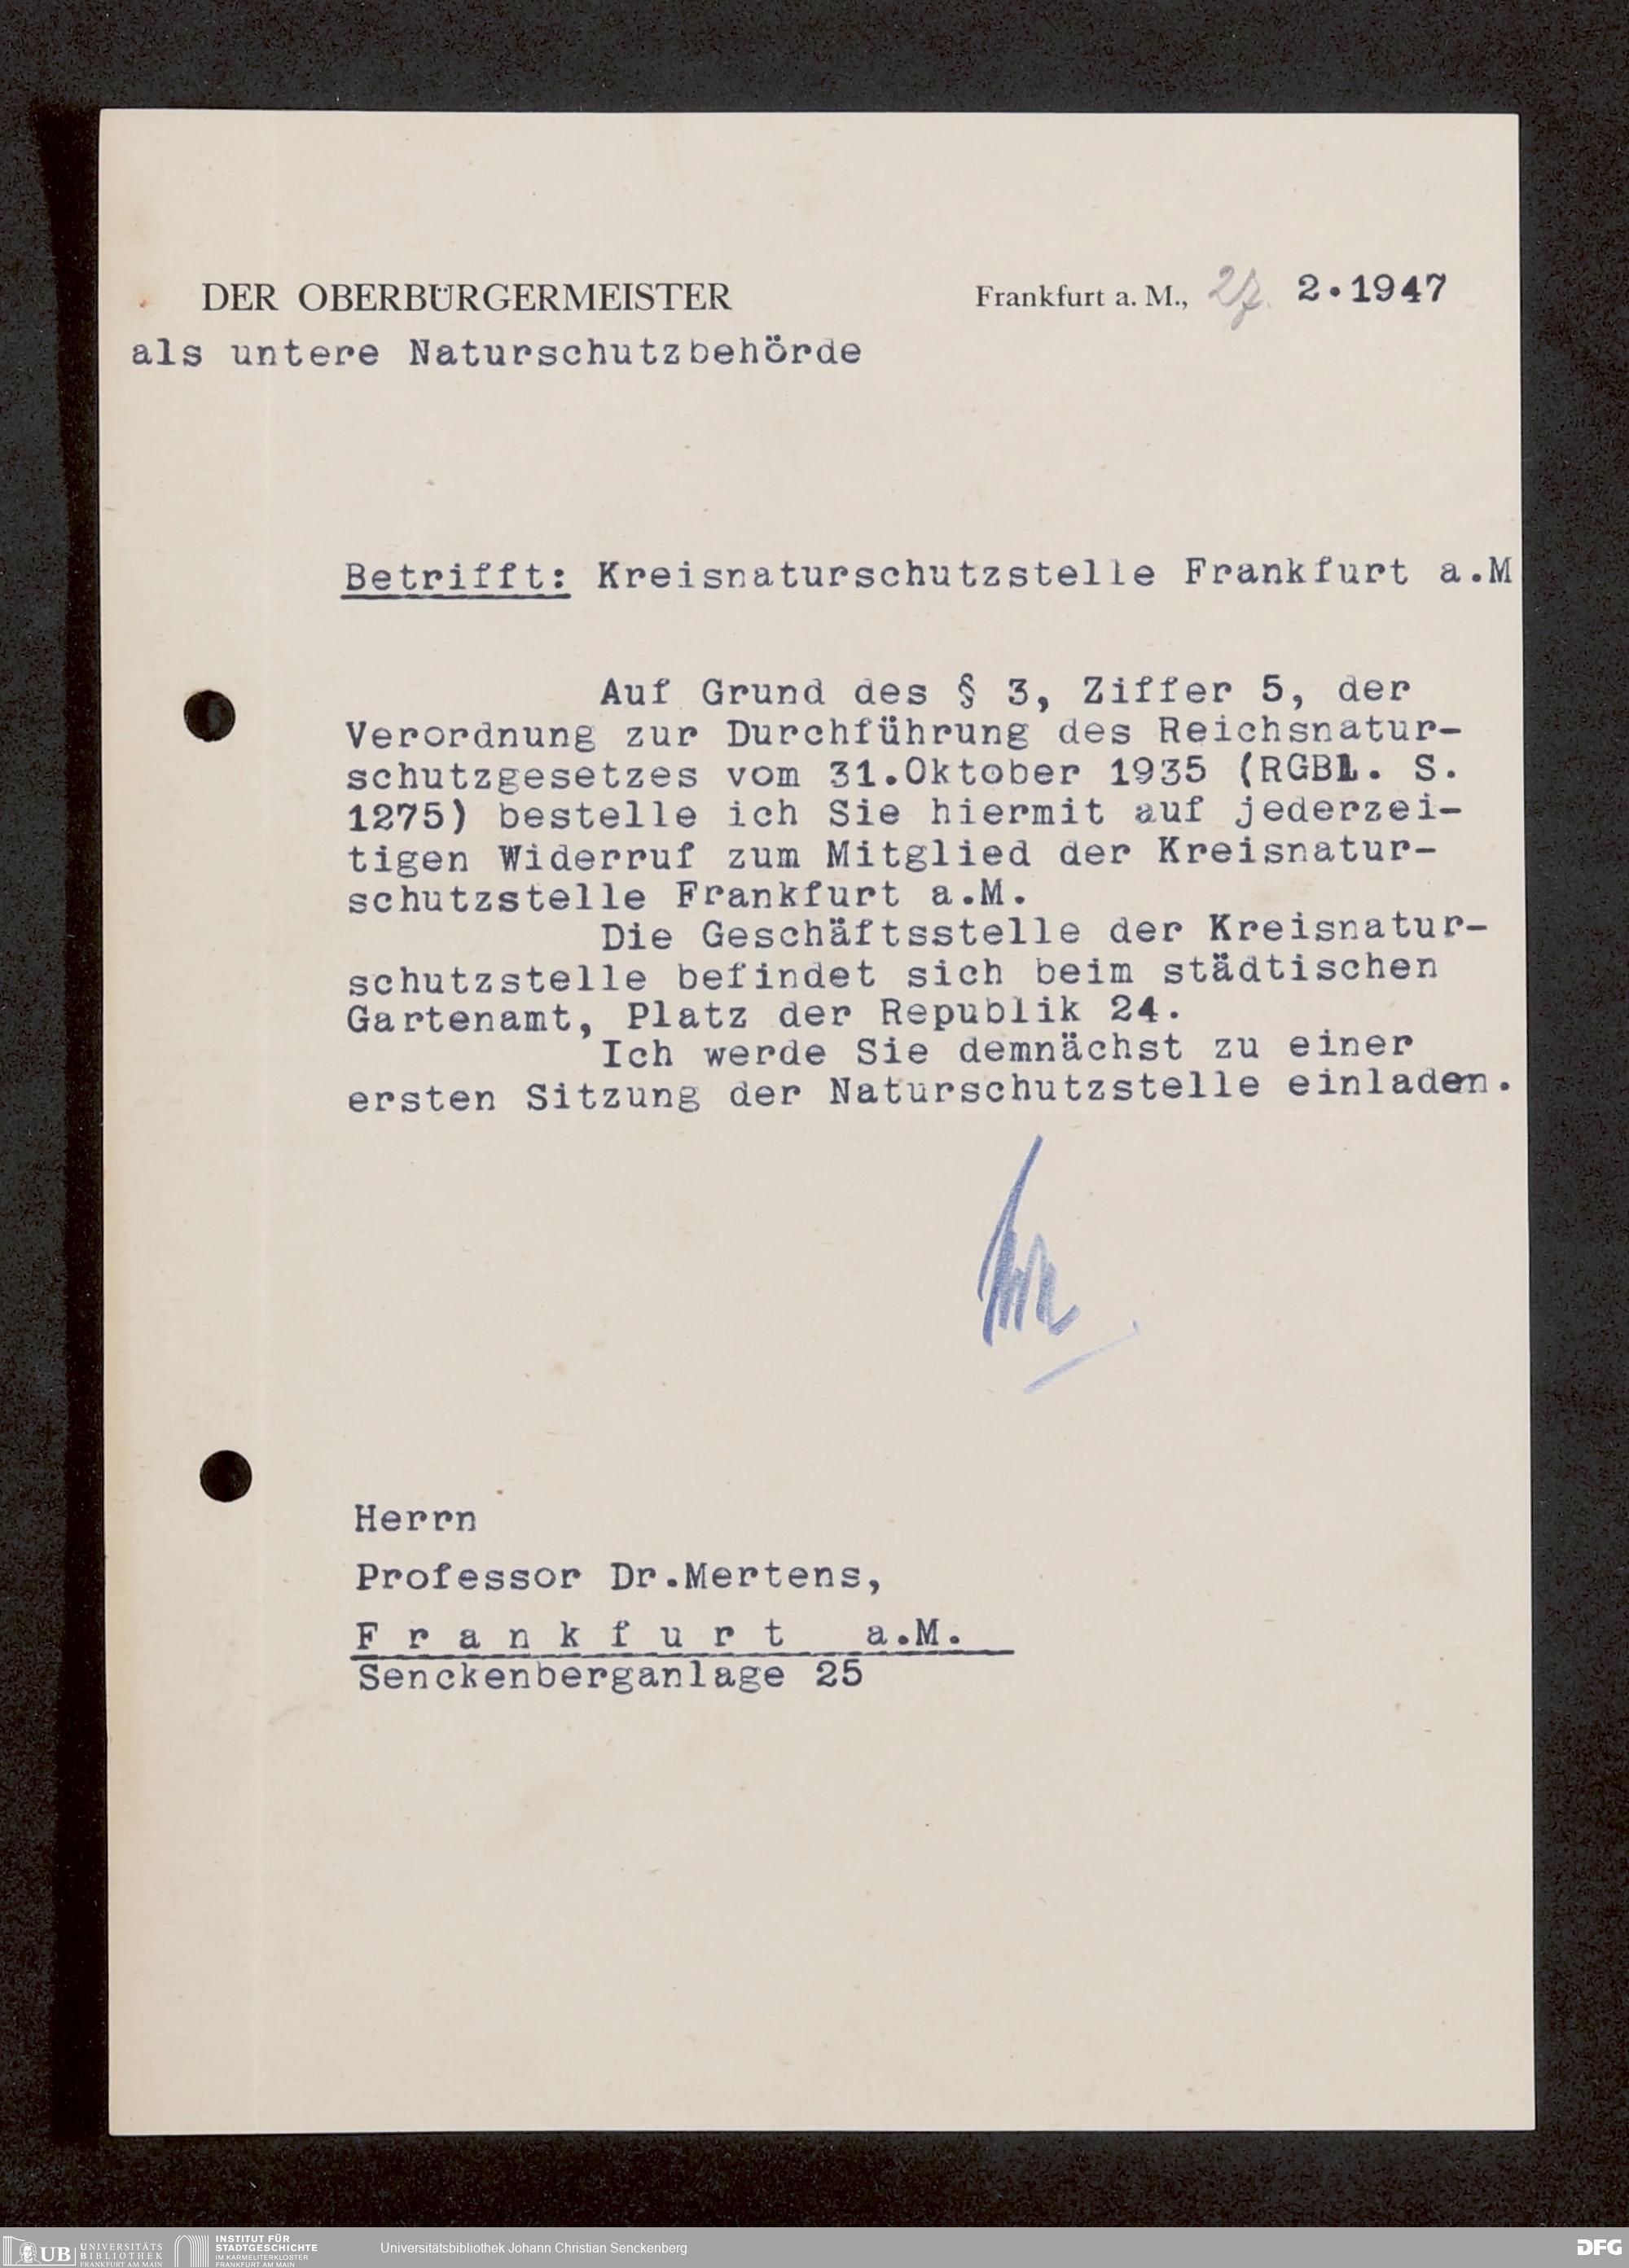 DER OBERBÜRGERMEISTER
als untere Naturschutzbehörde
Frankfurt a. M., 27. 2.1947
Betrifft: Kreisnaturschutzstelle Frankfurt a.M
Auf Grund des § 3, Ziffer 5, der
Verordnung zur Durchführung des Reichsnatur-
schutzgesetzes vom 31.Oktober 1935 (RGBl. S.
1275) bestelle ich Sie hiermit auf jederzei-
tigen Widerruf zum Mitglied der Kreisnatur-
schutzstelle Frankfurt a.M.
Die Geschäftsstelle der Kreisnatur-
schutzstelle befindet sich beim städtischen
Gartenamt, Platz der Republik 24.
Ich werde Sie demnächst zu einer
ersten Sitzung der Naturschutzstelle einladen.
Herrn
Professor Dr.Mertens,
F r a n k f u r t a.M.
Senckenberganlage 25
UB UNIVERSITÄTS
BIBLIOTHEK
FRANKFURT AM MAIN
INSTITUT FÜR
STADTGESCHICHTE
IM KARMELITERKLOSTER
FRANKFURT AM MAIN
Universitätsbibliothek Johann Christian Senckenberg
DFG